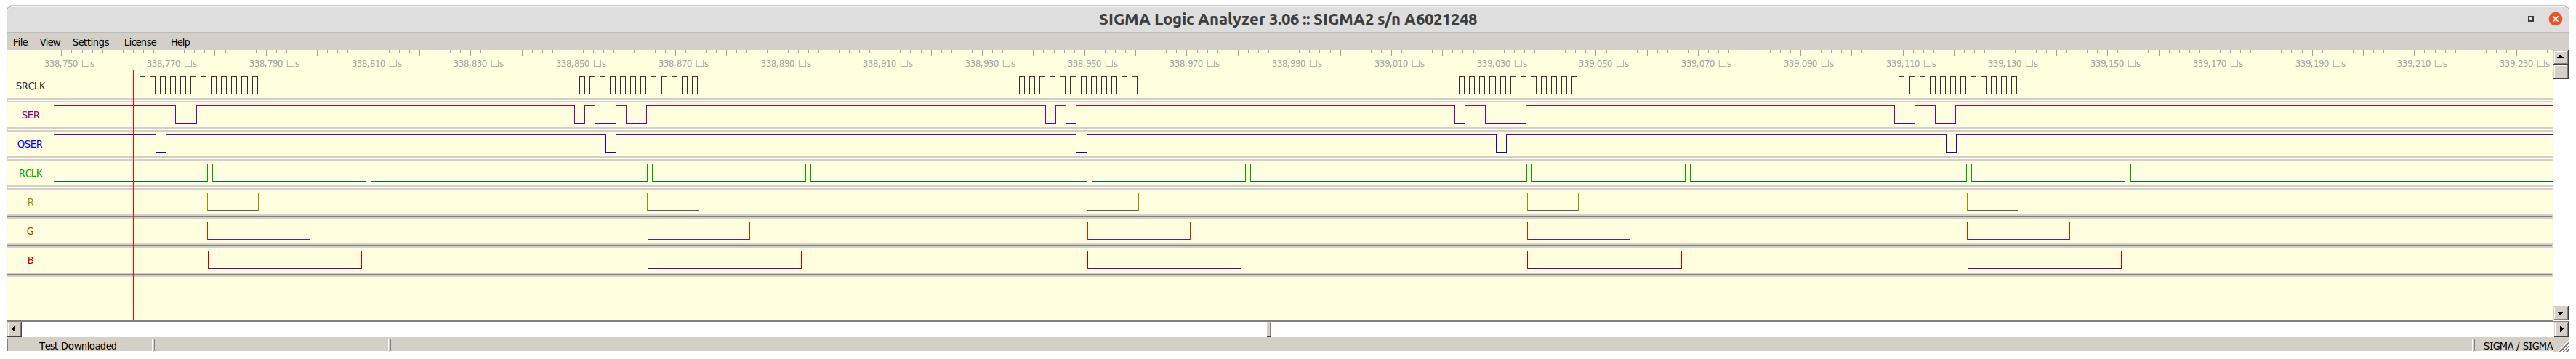 SIGMA Logic Analyzer 3.06 :: SIGMA2 s/n A6021248
File View Settings License Help
338,750 □s 338,770 □s 338,790 □s 338,810 □s 338,830 □s 338,850 □s 338,870 □s 338,890 □s 338,910 □s 338,930 □s 338,950 □s 338,970 □s 338,990 □s 339,010 □s 339,030 □s 339,050 □s 339,070 □s 339,090 □s 339,110 □s 339,130 □s 339,150 □s 339,170 □s 339,190 □s 339,210 □s 339,230 □s
SRCLK
SER
QSER
RCLK
R
G
B
Test Downloaded SIGMA / SIGMA